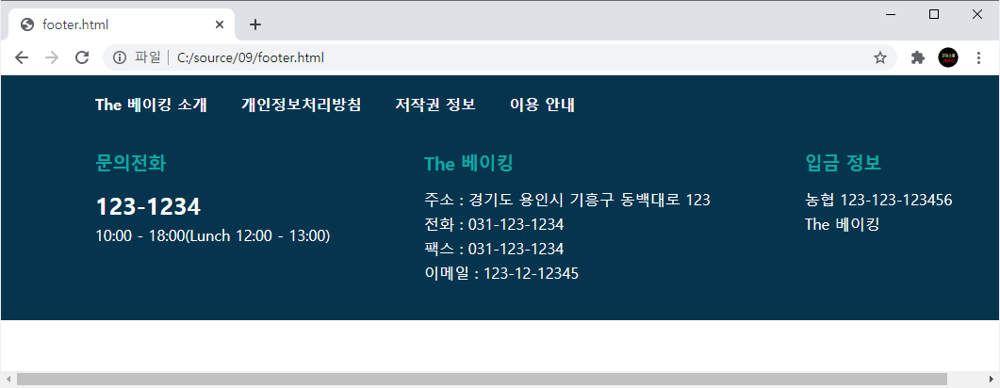 footer.html
파일 C:/source/09/footer.html
The 베이킹 소개 개인정보처리방침 저작권 정보 이용 안내
문의전화
123-1234
10:00 - 18:00(Lunch 12:00 - 13:00)
The 베이킹
주소 : 경기도 용인시 기흥구 동백대로 123
전화 : 031-123-1234
팩스 : 031-123-1234
이메일 : 123-12-12345
입금 정보
농협 123-123-123456
The 베이킹